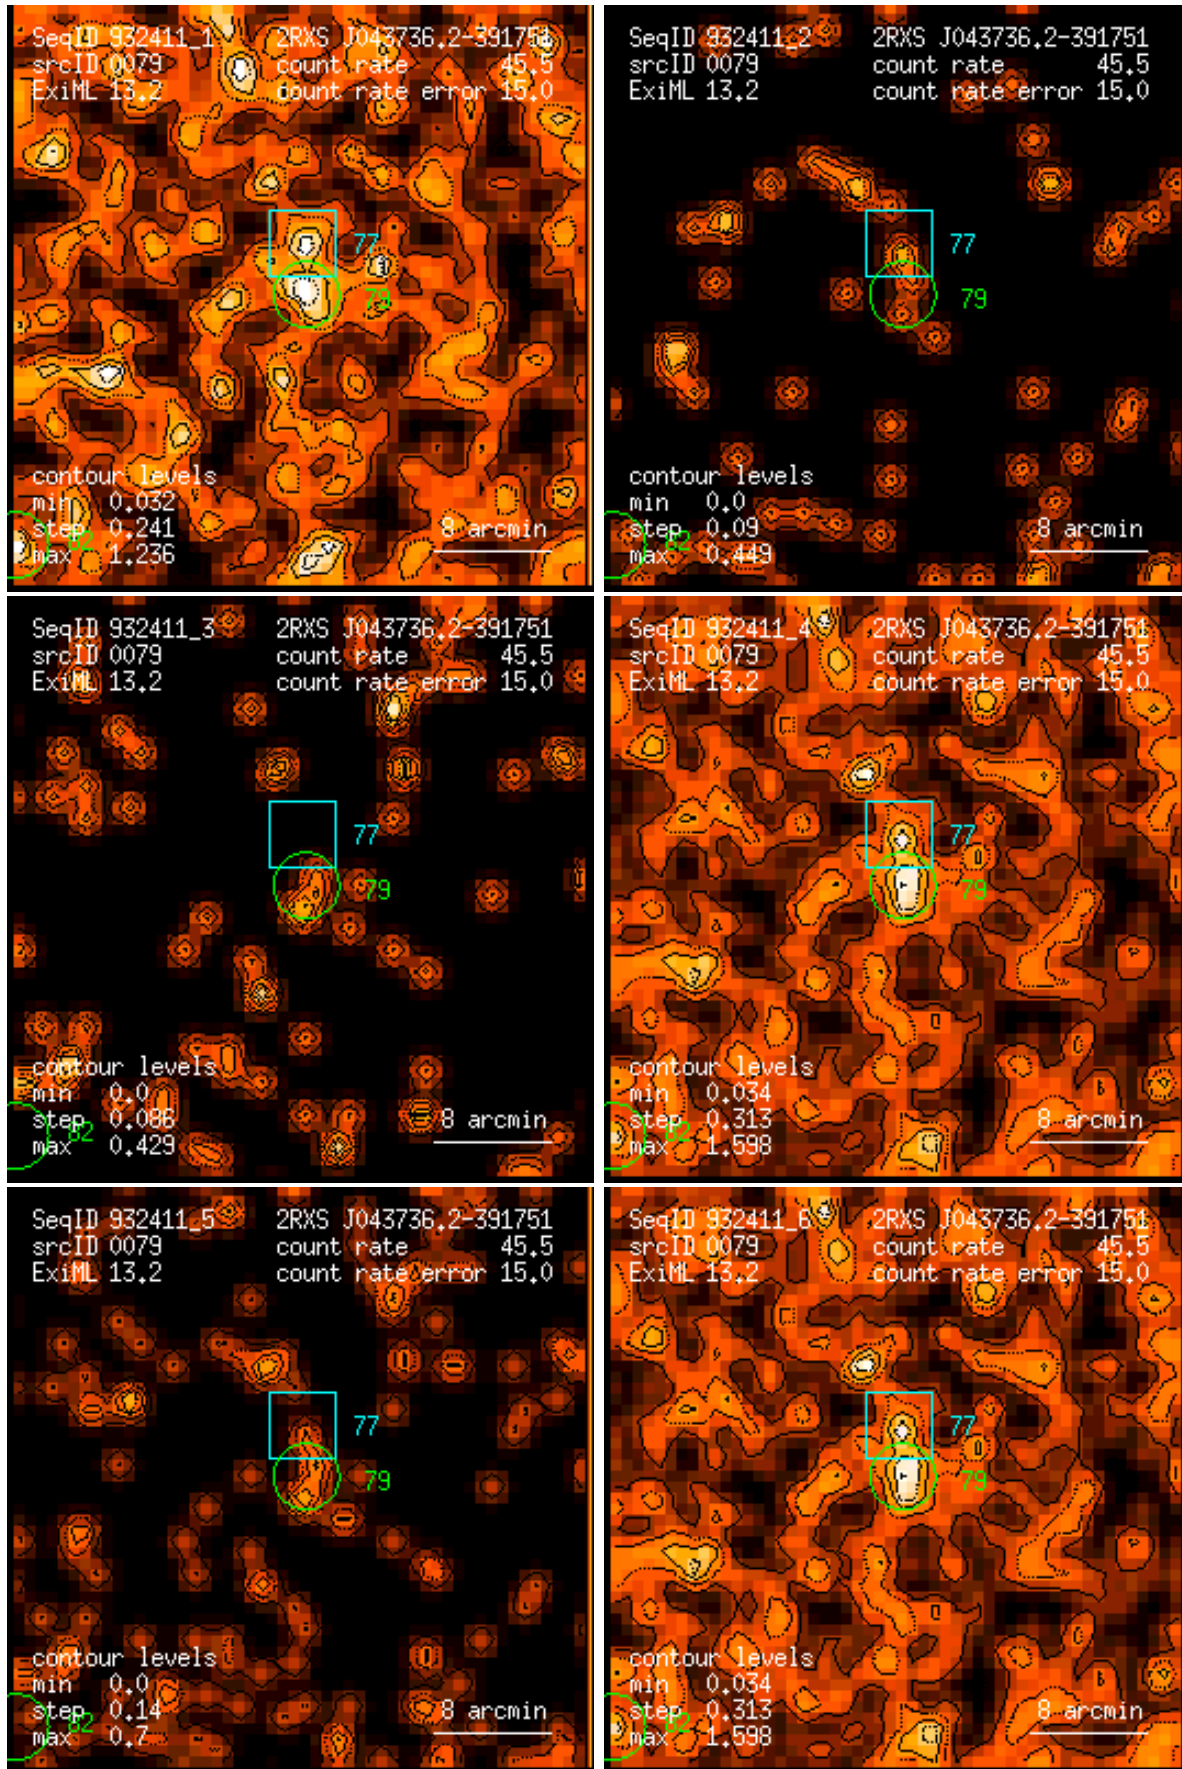 SeqID 932411_1 2RXS J043736.2-391751
srcID 0079 count rate 45.5
ExiML 13.2 count rate error 15.0
77
79
contour levels
min 0.032
step 0.241 8 arcmin
82
max 1.236
SeqID 932411_2 2RXS J043736.2-391751
srcID 0079 count rate 45.5
ExiML 13.2 count rate error 15.0
77
79
contour levels
min 0.0
step 0.09 8 arcmin
82
max 0.449
SeqID 932411_3 2RXS J043736.2-391751
srcID 0079 count rate 45.5
ExiML 13.2 count rate error 15.0
77
79
contour levels
min 0.0
step 0.086 8 arcmin
82
max 0.429
SeqID 932411_4 2RXS J043736.2-391751
srcID 0079 count rate 45.5
ExiML 13.2 count rate error 15.0
77
79
contour levels
min 0.034
step 0.313 8 arcmin
82
max 1.598
SeqID 932411_5 2RXS J043736.2-391751
srcID 0079 count rate 45.5
ExiML 13.2 count rate error 15.0
77
79
contour levels
min 0.0
step 0.14 8 arcmin
82
max 0.7
SeqID 932411_6 2RXS J043736.2-391751
srcID 0079 count rate 45.5
ExiML 13.2 count rate error 15.0
77
79
contour levels
min 0.034
step 0.313 8 arcmin
82
max 1.598